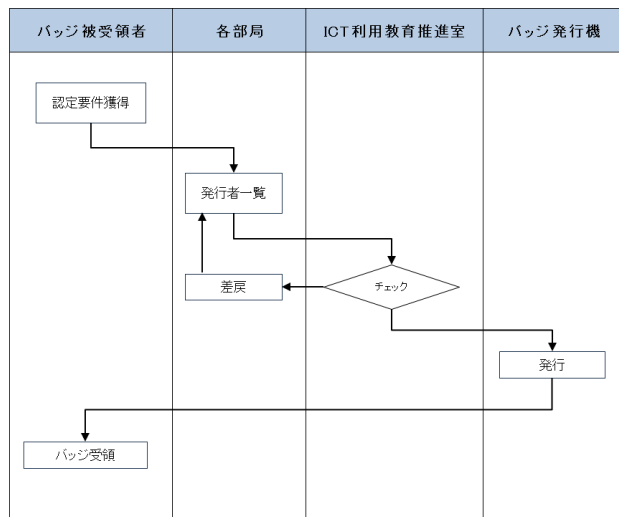 バッジ被受領者
各部局
ICT利用教育推進室
バッジ発行機
認定要件獲得
発行者一覧
差戻
チェック
発行
バッジ受領